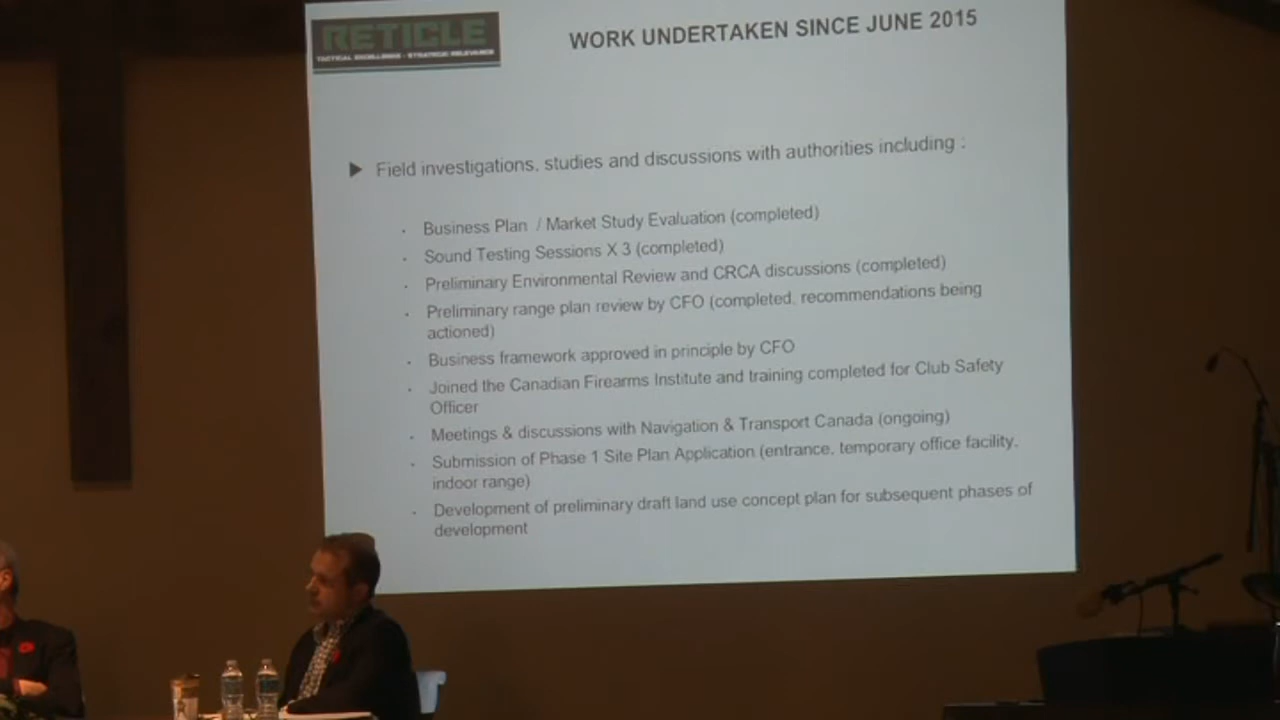 RETICLE
TACTICAL EXCELLENCE - STRATEGIC RELEVANCE
WORK UNDERTAKEN SINCE JUNE 2015
Field investigations, studies and discussions with authorities including :
Business Plan / Market Study Evaluation (completed)
Sound Testing Sessions X 3 (completed)
Preliminary Environmental Review and CRCA discussions (completed)
Preliminary range plan review by CFO (completed, recommendations being
actioned)
Business framework approved in principle by CFO
Joined the Canadian Firearms Institute and training completed for Club Safety
Officer
Meetings & discussions with Navigation & Transport Canada (ongoing)
Submission of Phase 1 Site Plan Application (entrance, temporary office facility,
indoor range)
Development of preliminary draft land use concept plan for subsequent phases of
development